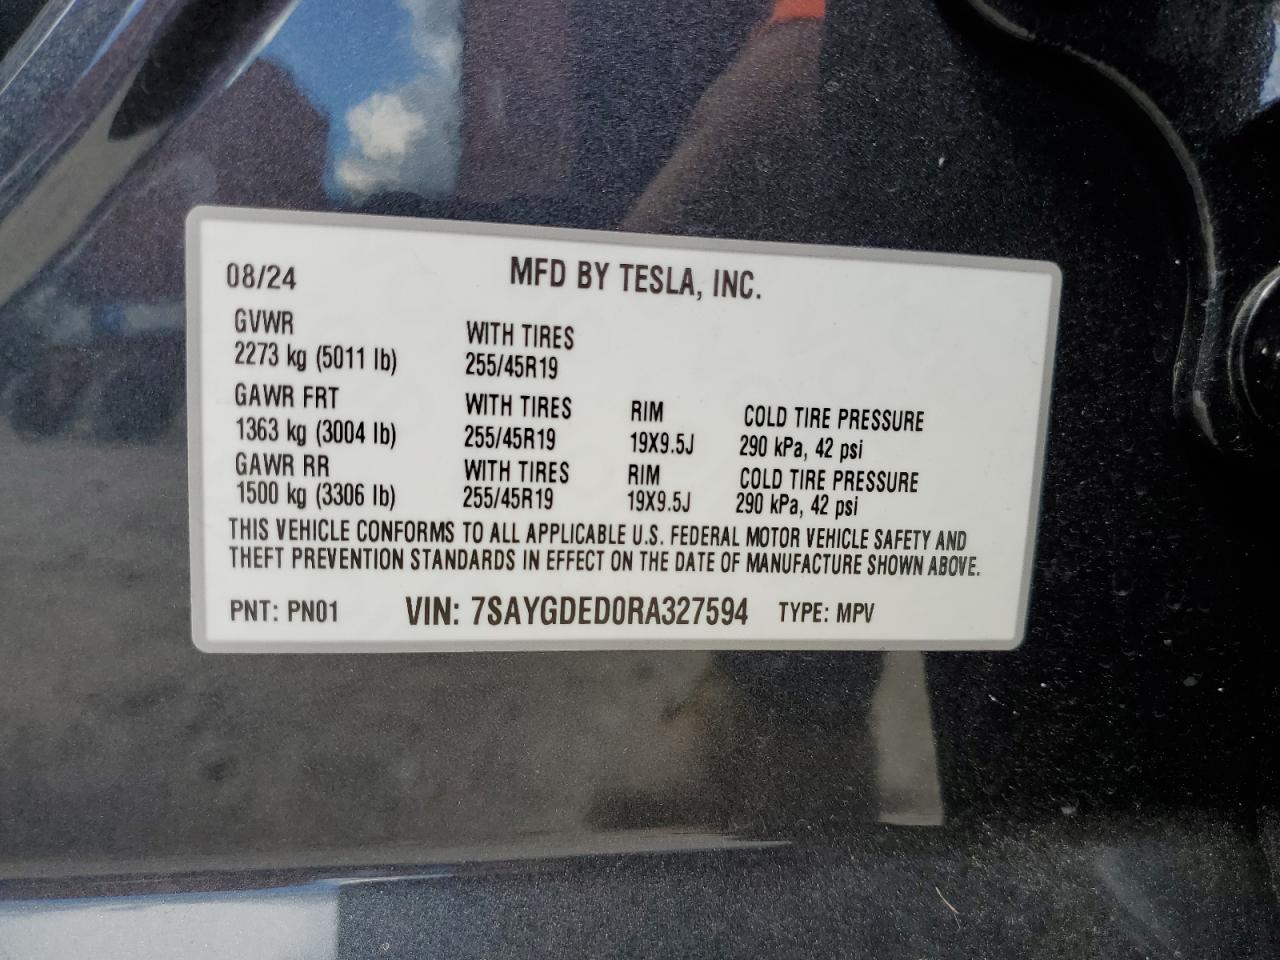 08/24 MFD BY TESLA, INC.
GVWR WITH TIRES
2273 kg (5011 lb) 255/45R19
GAWR FRT WITH TIRES RIM COLD TIRE PRESSURE
1363 kg (3004 lb) 255/45R19 19X9.5J 290 kPa, 42 psi
GAWR RR WITH TIRES RIM COLD TIRE PRESSURE
1500 kg (3306 lb) 255/45R19 19X9.5J 290 kPa, 42 psi
THIS VEHICLE CONFORMS TO ALL APPLICABLE U.S. FEDERAL MOTOR VEHICLE SAFETY AND
THEFT PREVENTION STANDARDS IN EFFECT ON THE DATE OF MANUFACTURE SHOWN ABOVE.
PNT: PN01 VIN: 7SAYGDED0RA327594 TYPE: MPV